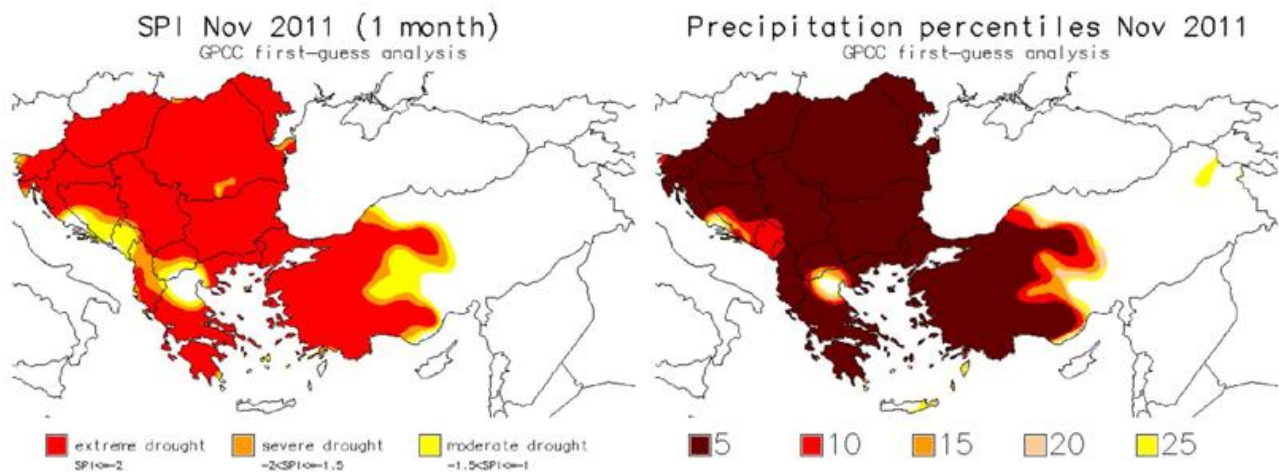 SPI Nov 2011 (1 month)
GPCC first-guess analysis
Precipitation percentiles Nov 2011
GPCC first-guess analysis
extreme drought
SPI<=-2
severe drought
-2<SPI<=-1.5
moderate drought
-1.5<SPI<=-1
5
10
15
20
25